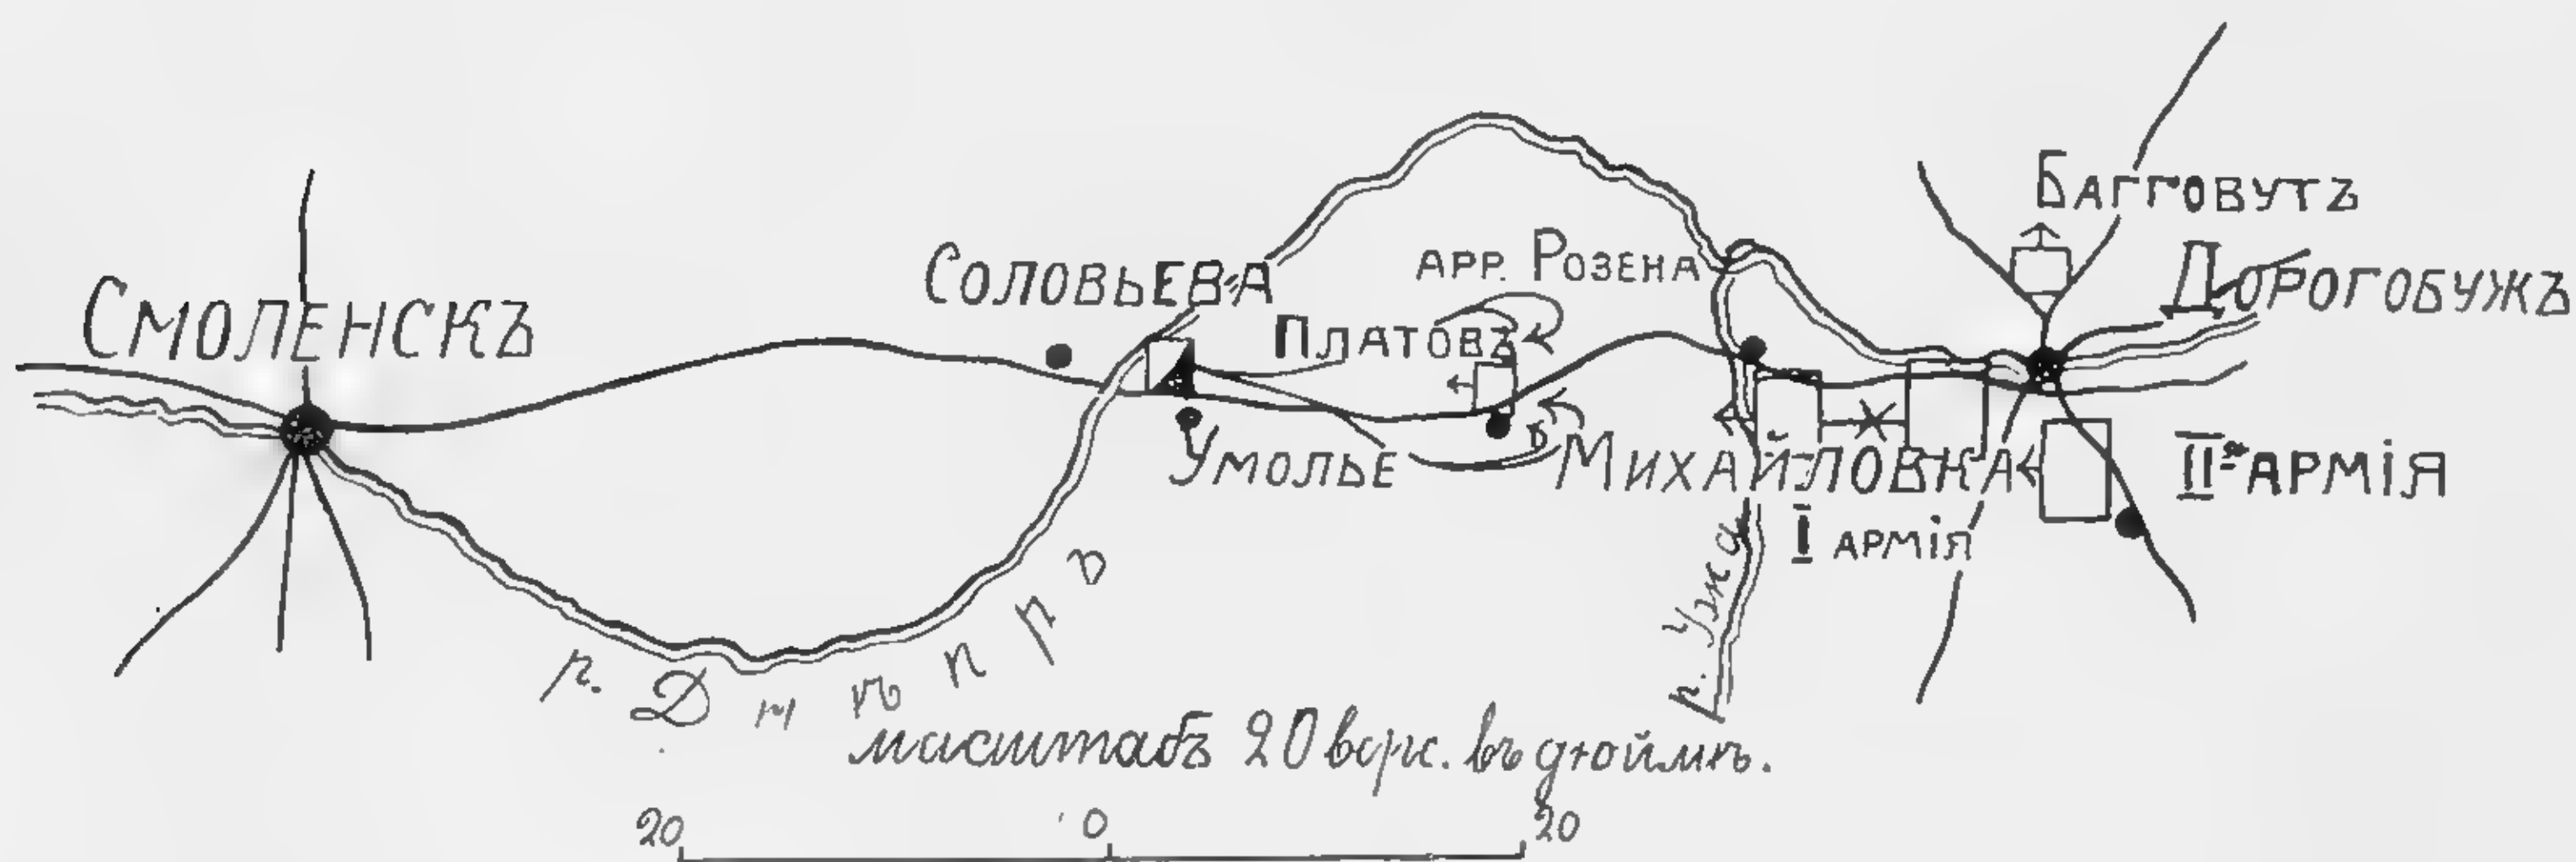 Багговутъ
Смоленскъ
Соловьева
арр. Розена
Дорогобужъ
Платовъ
Умолье
Михайловка
IIя армія
I армія
р. Днѣпръ
р. Ужа
масштабъ 20 верс. въ дюймѣ.
20 0 20